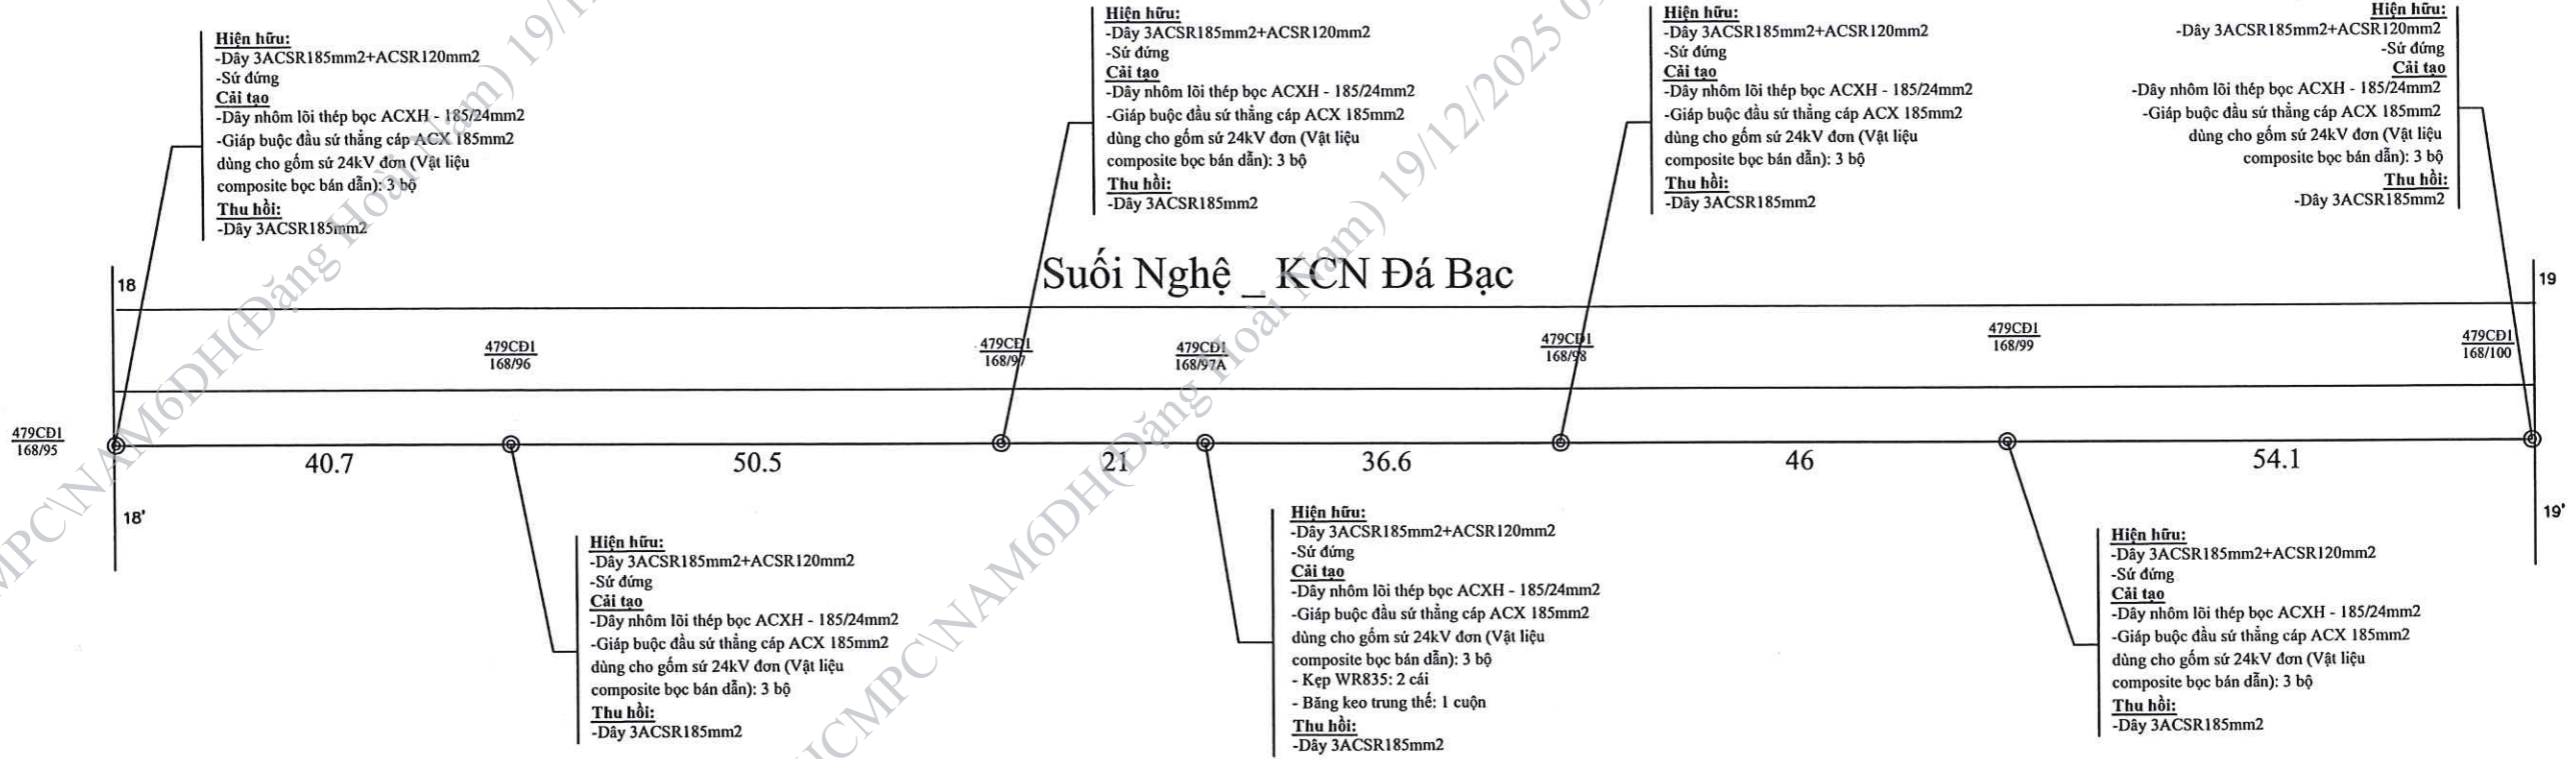 Hiện hữu:
-Dây 3ACSR185mm2+ACSR120mm2
-Sứ đứng
Cải tạo
-Dây nhôm lõi thép bọc ACXH - 185/24mm2
-Giáp buộc đầu sứ thẳng cáp ACX 185mm2
dùng cho gốm sứ 24kV đơn (Vật liệu
composite bọc bán dẫn): 3 bộ
Thu hồi:
-Dây 3ACSR185mm2
Hiện hữu:
-Dây 3ACSR185mm2+ACSR120mm2
-Sứ đứng
Cải tạo
-Dây nhôm lõi thép bọc ACXH - 185/24mm2
-Giáp buộc đầu sứ thẳng cáp ACX 185mm2
dùng cho gốm sứ 24kV đơn (Vật liệu
composite bọc bán dẫn): 3 bộ
Thu hồi:
-Dây 3ACSR185mm2
Hiện hữu:
-Dây 3ACSR185mm2+ACSR120mm2
-Sứ đứng
Cải tạo
-Dây nhôm lõi thép bọc ACXH - 185/24mm2
-Giáp buộc đầu sứ thẳng cáp ACX 185mm2
dùng cho gốm sứ 24kV đơn (Vật liệu
composite bọc bán dẫn): 3 bộ
Thu hồi:
-Dây 3ACSR185mm2
Hiện hữu:
-Dây 3ACSR185mm2+ACSR120mm2
-Sứ đứng
Cải tạo
-Dây nhôm lõi thép bọc ACXH - 185/24mm2
-Giáp buộc đầu sứ thẳng cáp ACX 185mm2
dùng cho gốm sứ 24kV đơn (Vật liệu
composite bọc bán dẫn): 3 bộ
Thu hồi:
-Dây 3ACSR185mm2
Suối Nghệ _ KCN Đá Bạc
18
19
479CĐ1
168/96
479CĐ1
168/97
479CĐ1
168/97A
479CĐ1
168/98
479CĐ1
168/99
479CĐ1
168/100
479CĐ1
168/95
40.7
50.5
21
36.6
46
54.1
18'
19'
Hiện hữu:
-Dây 3ACSR185mm2+ACSR120mm2
-Sứ đứng
Cải tạo
-Dây nhôm lõi thép bọc ACXH - 185/24mm2
-Giáp buộc đầu sứ thẳng cáp ACX 185mm2
dùng cho gốm sứ 24kV đơn (Vật liệu
composite bọc bán dẫn): 3 bộ
Thu hồi:
-Dây 3ACSR185mm2
Hiện hữu:
-Dây 3ACSR185mm2+ACSR120mm2
-Sứ đứng
Cải tạo
-Dây nhôm lõi thép bọc ACXH - 185/24mm2
-Giáp buộc đầu sứ thẳng cáp ACX 185mm2
dùng cho gốm sứ 24kV đơn (Vật liệu
composite bọc bán dẫn): 3 bộ
- Kẹp WR835: 2 cái
- Băng keo trung thế: 1 cuộn
Thu hồi:
-Dây 3ACSR185mm2
Hiện hữu:
-Dây 3ACSR185mm2+ACSR120mm2
-Sứ đứng
Cải tạo
-Dây nhôm lõi thép bọc ACXH - 185/24mm2
-Giáp buộc đầu sứ thẳng cáp ACX 185mm2
dùng cho gốm sứ 24kV đơn (Vật liệu
composite bọc bán dẫn): 3 bộ
Thu hồi:
-Dây 3ACSR185mm2
MPC\NAM6DH(Đặng Hoài Nam) 19/1
HCMPC\NAM6DH(Đặng Hoài Nam) 19/12/2025 0